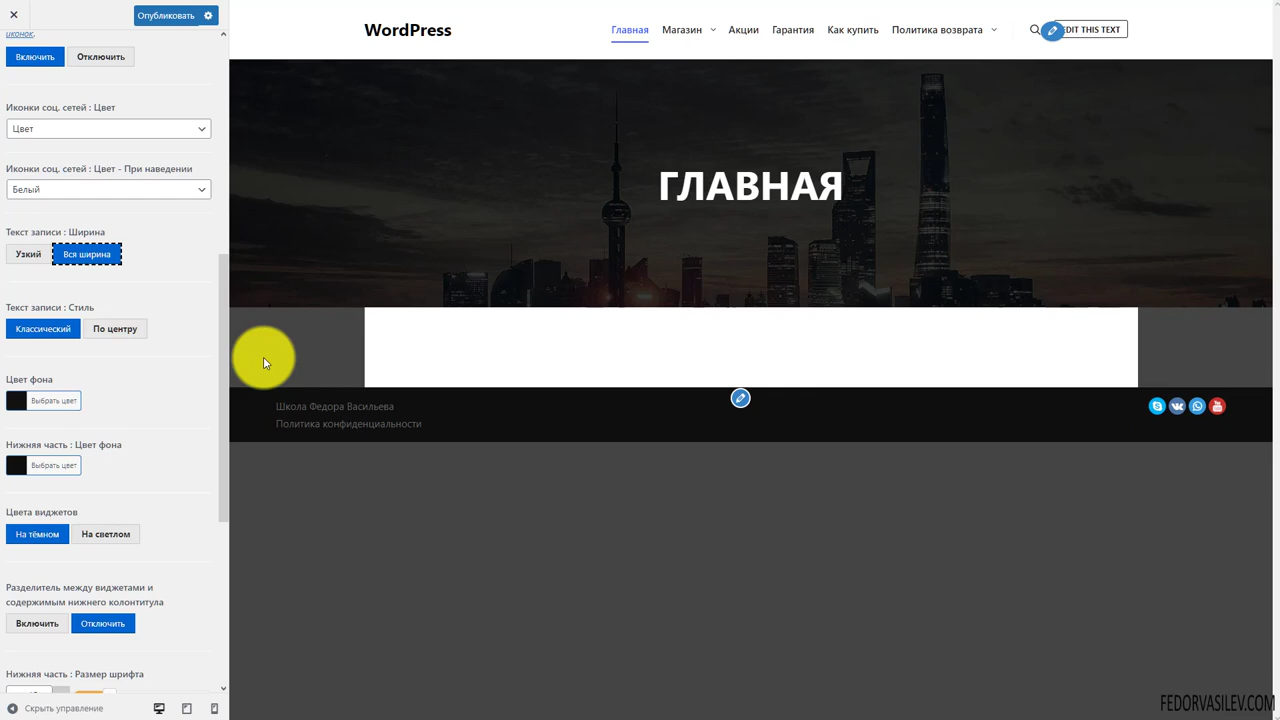 Опубликовать
иконок.
Включить
Отключить
Иконки соц. сетей : Цвет
Цвет
Иконки соц. сетей : Цвет - При наведении
Белый
Текст записи : Ширина
Узкий
Вся ширина
Текст записи : Стиль
Классический
По центру
Цвет фона
Выбрать цвет
Нижняя часть : Цвет фона
Выбрать цвет
Цвета виджетов
На тёмном
На светлом
Разделитель между виджетами и
содержимым нижнего колонтитула
Включить
Отключить
Нижняя часть : Размер шрифта
Скрыть управление
WordPress
Главная
Магазин
Акции
Гарантия
Как купить
Политика возврата
EDIT THIS TEXT
ГЛАВНАЯ
Школа Федора Васильева
Политика конфиденциальности
FEDORVASILEV.COM